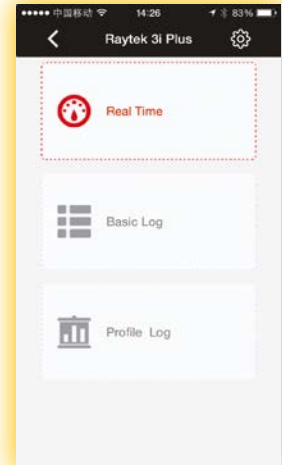 中国移动 14:26 83%
Raytek 3i Plus
Real Time
Basic Log
Profile Log